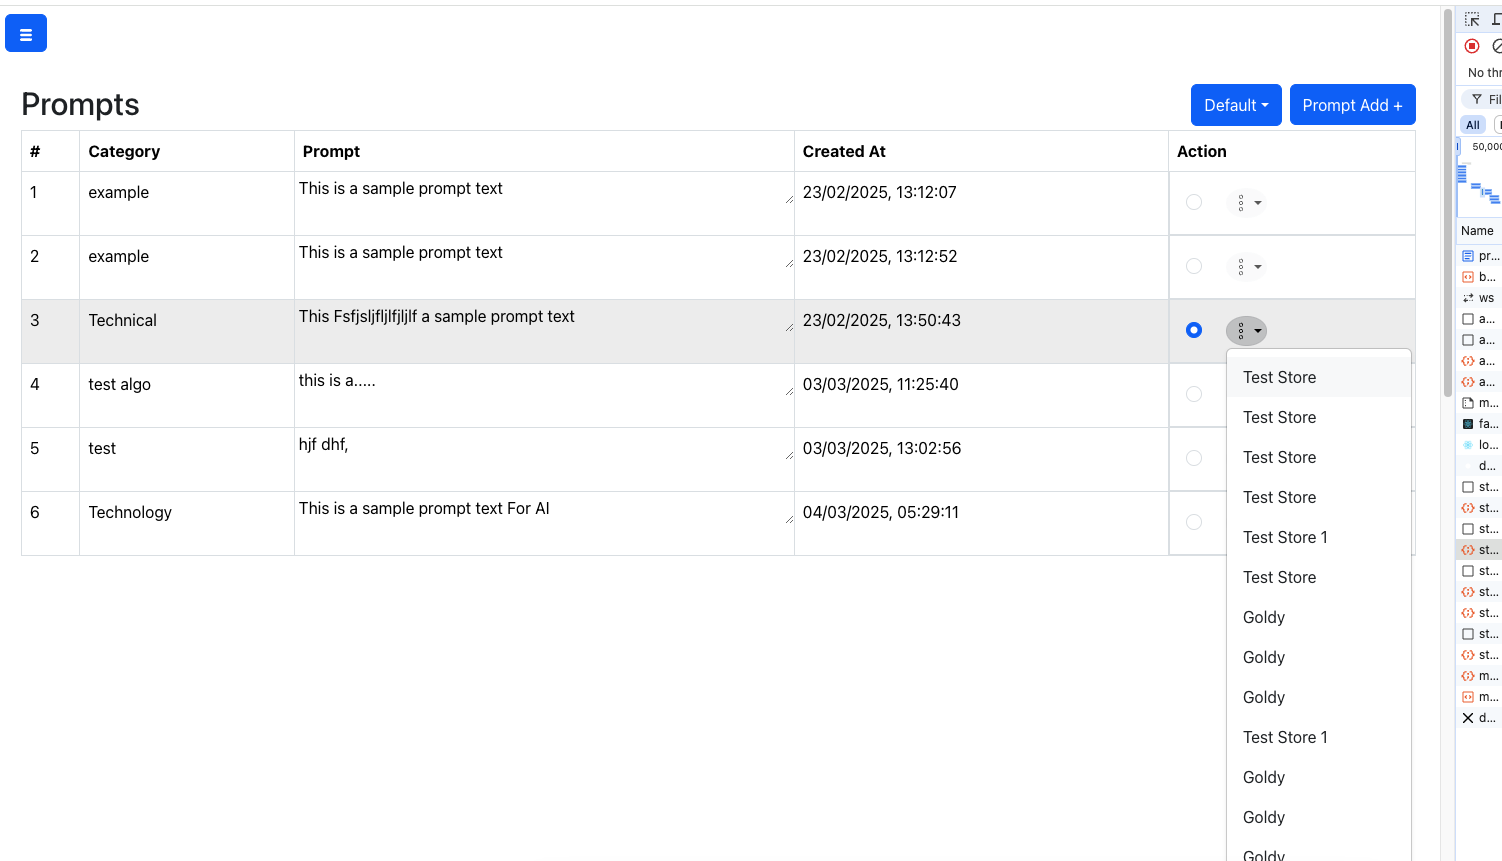 Prompts
Default
Prompt Add +
# Category Prompt Created At Action
1 example This is a sample prompt text 23/02/2025, 13:12:07
2 example This is a sample prompt text 23/02/2025, 13:12:52
3 Technical This Fsfjsljfljlfjljlf a sample prompt text 23/02/2025, 13:50:43
4 test algo this is a..... 03/03/2025, 11:25:40
5 test hjf dhf, 03/03/2025, 13:02:56
6 Technology This is a sample prompt text For AI 04/03/2025, 05:29:11
Test Store
Test Store
Test Store
Test Store
Test Store 1
Test Store
Goldy
Goldy
Goldy
Test Store 1
Goldy
Goldy
Goldy
No thr
Fil
All
50,000
Name
pr...
b...
ws
a...
a...
a...
a...
m...
fa...
lo...
d...
st...
st...
st...
st...
st...
st...
st...
st...
st...
m...
m...
d...